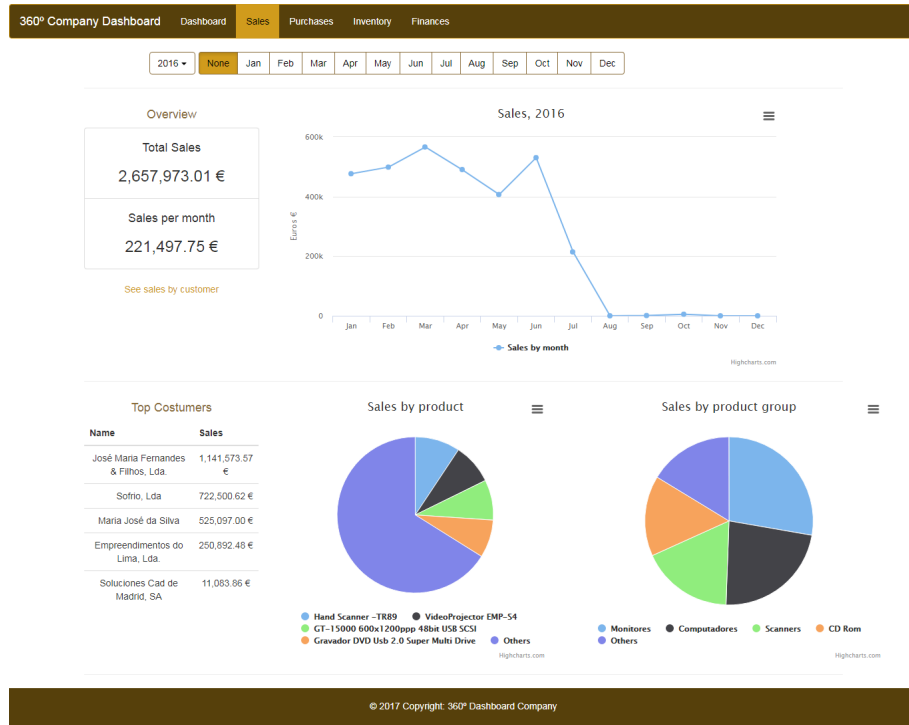 360º Company Dashboard Dashboard Sales Purchases Inventory Finances
2016 None Jan Feb Mar Apr May Jun Jul Aug Sep Oct Nov Dec
Overview
Total Sales
2,657,973.01 €
Sales per month
221,497.75 €
See sales by customer
Sales, 2016
Euros €
600k
400k
200k
0
Jan Feb Mar Apr May Jun Jul Aug Sep Oct Nov Dec
Sales by month
Highcharts.com
Top Costumers
Name Sales
José Maria Fernandes 1,141,573.57
& Filhos, Lda. €
Sofrio, Lda 722,500.62 €
Maria José da Silva 525,097.00 €
Empreendimentos do 250,892.48 €
Lima, Lda.
Soluciones Cad de 11,083.86 €
Madrid, SA
Sales by product
Hand Scanner -TR89 VideoProjector EMP-S4
GT-15000 600x1200ppp 48bit USB SCSI
Gravador DVD Usb 2.0 Super Multi Drive Others
Highcharts.com
Sales by product group
Monitores Computadores Scanners CD Rom
Others
Highcharts.com
© 2017 Copyright: 360º Dashboard Company